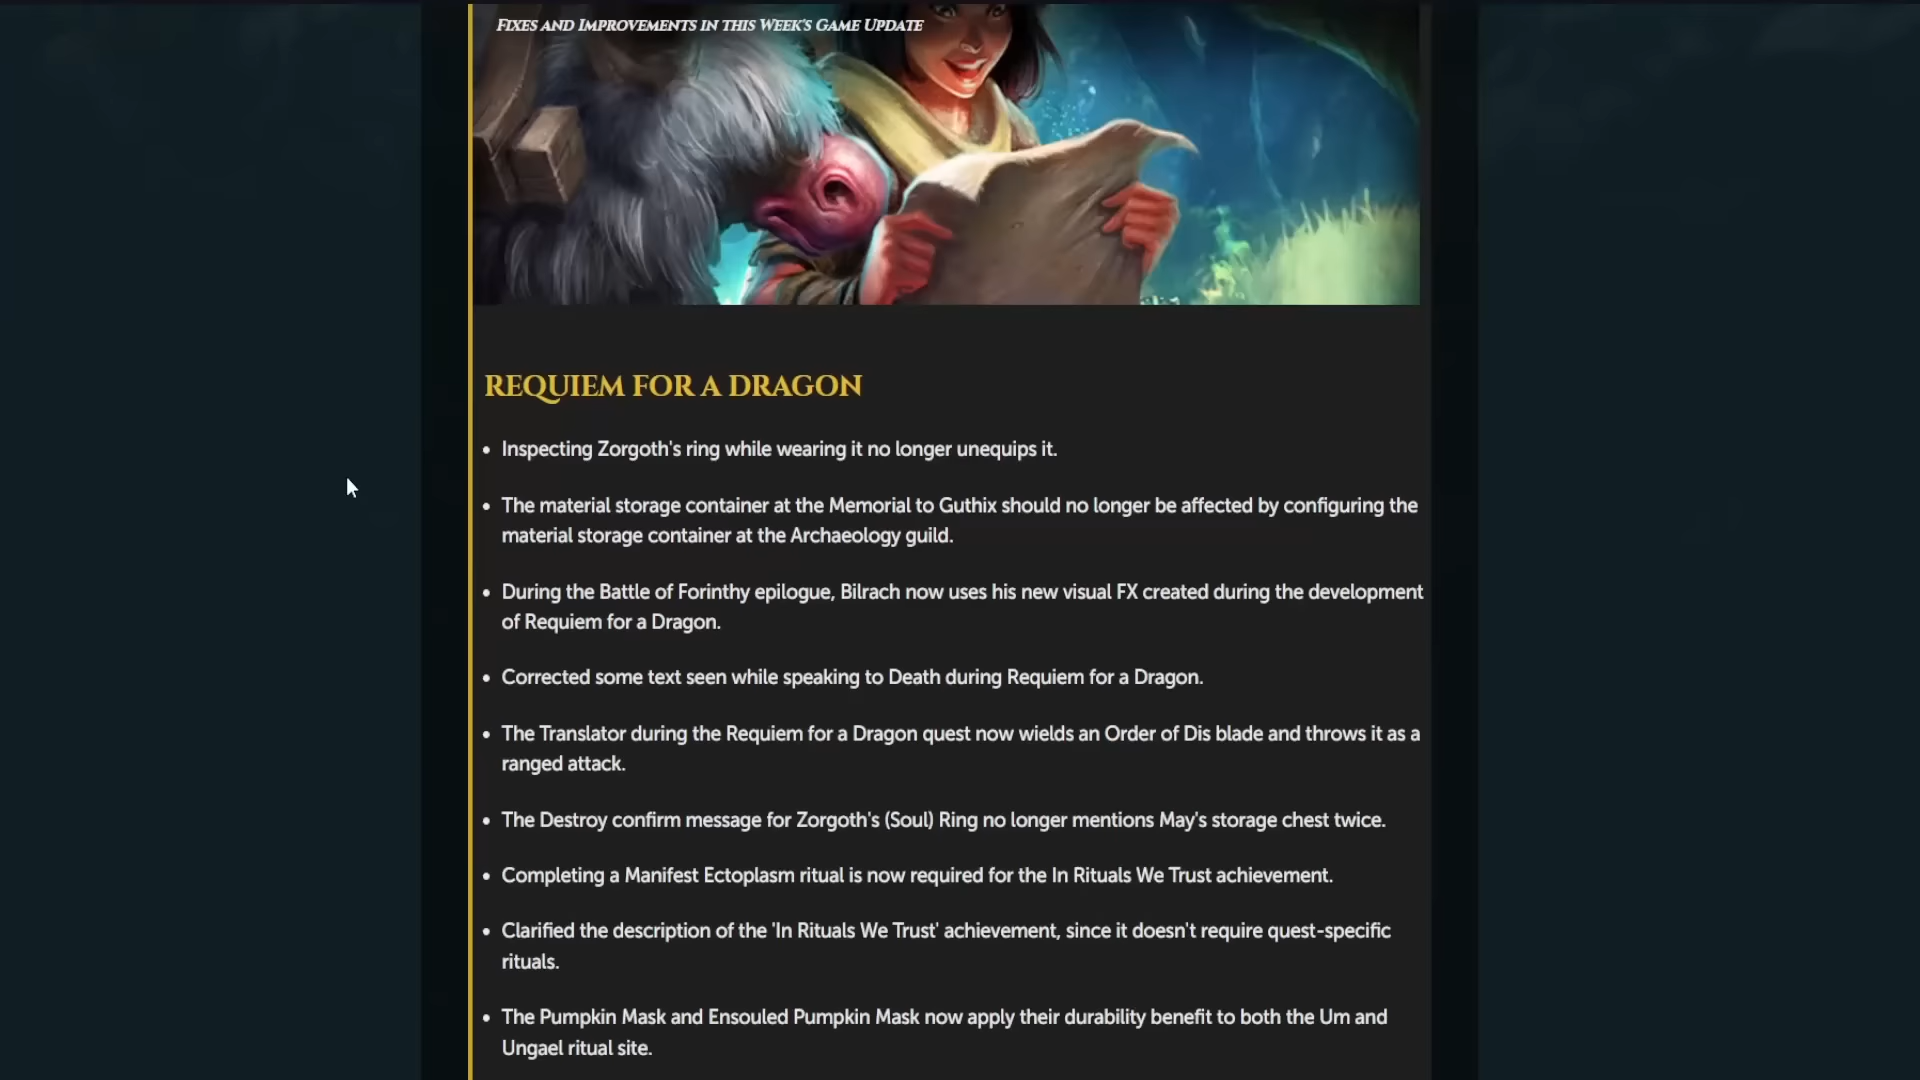 Fixes and Improvements in this Week's Game Update
REQUIEM FOR A DRAGON
• Inspecting Zorgoth's ring while wearing it no longer unequips it.
• The material storage container at the Memorial to Guthix should no longer be affected by configuring the
material storage container at the Archaeology guild.
• During the Battle of Forinthy epilogue, Bilrach now uses his new visual FX created during the development
of Requiem for a Dragon.
• Corrected some text seen while speaking to Death during Requiem for a Dragon.
• The Translator during the Requiem for a Dragon quest now wields an Order of Dis blade and throws it as a
ranged attack.
• The Destroy confirm message for Zorgoth's (Soul) Ring no longer mentions May's storage chest twice.
• Completing a Manifest Ectoplasm ritual is now required for the In Rituals We Trust achievement.
• Clarified the description of the 'In Rituals We Trust' achievement, since it doesn't require quest-specific
rituals.
• The Pumpkin Mask and Ensouled Pumpkin Mask now apply their durability benefit to both the Um and
Ungael ritual site.